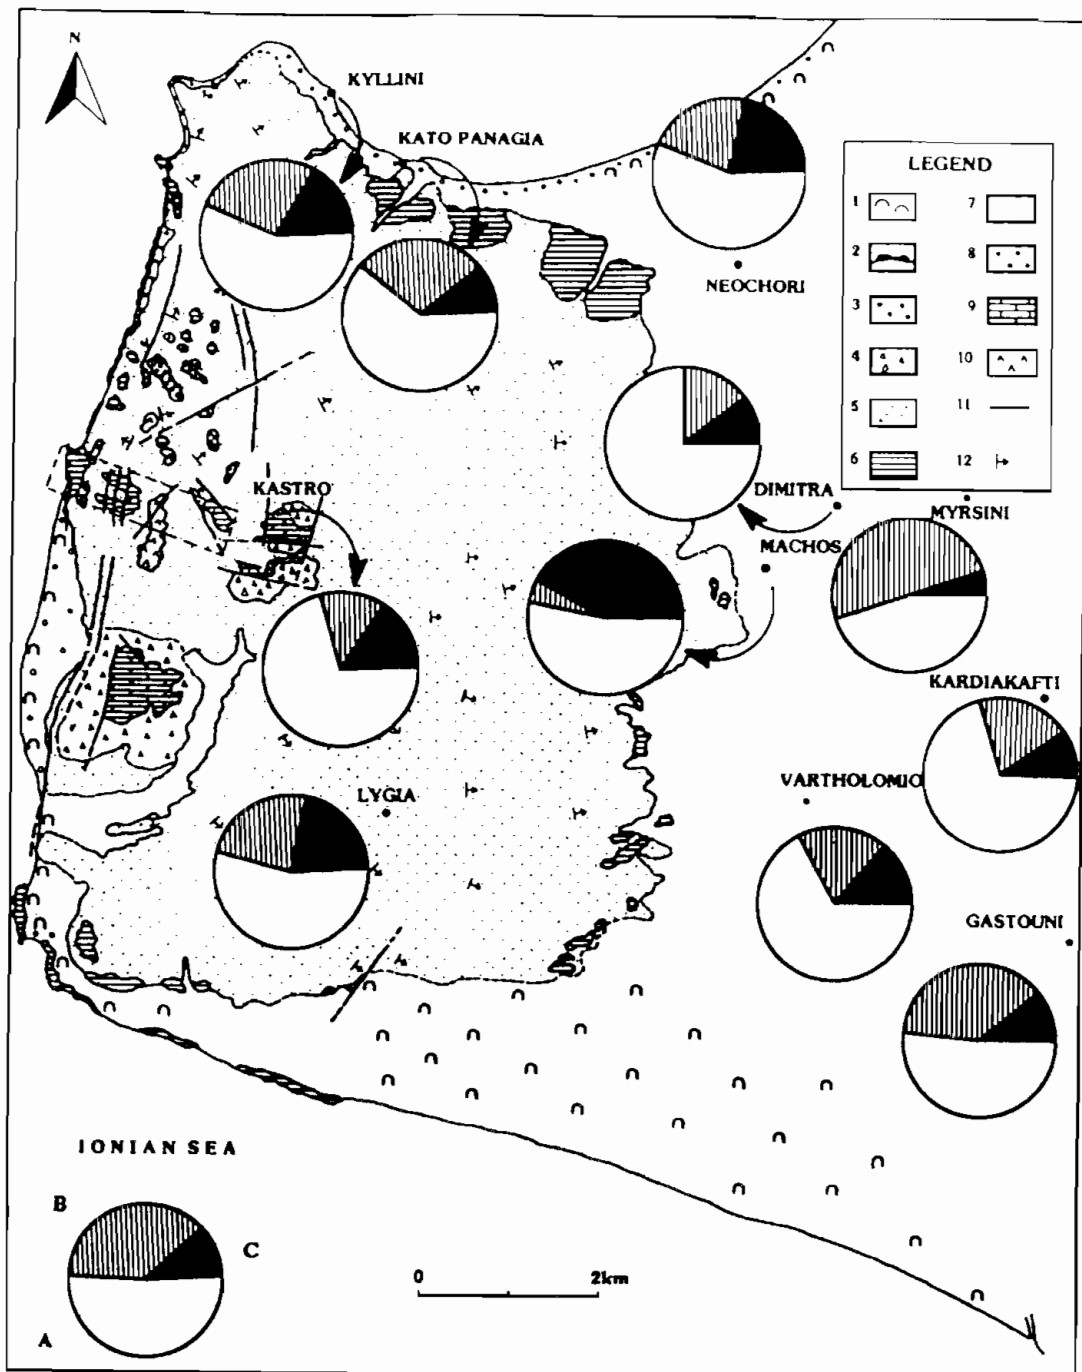 N
KYLLINI
KATO PANAGIA
NEOCHORI
LEGEND
1 7
2 8
3 9
4 10
5 11
6 12
KASTRO
DIMITRA
MACHOS
MYRSINI
KARDIAKAFTI
VARTHOLOMIO
LYGIA
GASTOUNI
IONIAN SEA
B
C
A
0 2km